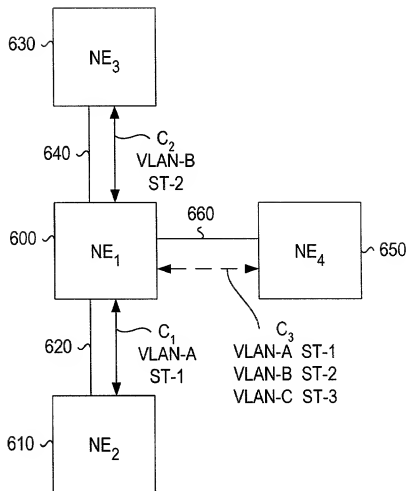 630
NE3
640
C2
VLAN-B
ST-2
660
600
NE1
NE4
650
620
C1
VLAN-A
ST-1
C3
VLAN-A ST-1
VLAN-B ST-2
VLAN-C ST-3
610
NE2